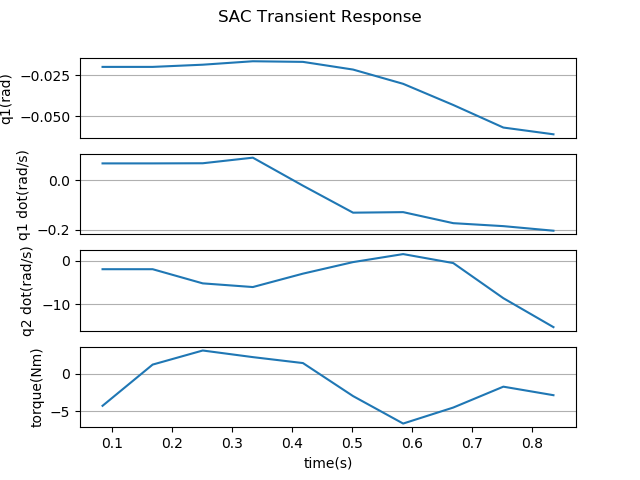 SAC Transient Response
q1(rad)
−0.025
−0.050
q1 dot(rad/s)
0.0
−0.2
q2 dot(rad/s)
0
−10
torque(Nm)
0
−5
0.1 0.2 0.3 0.4 0.5 0.6 0.7 0.8
time(s)